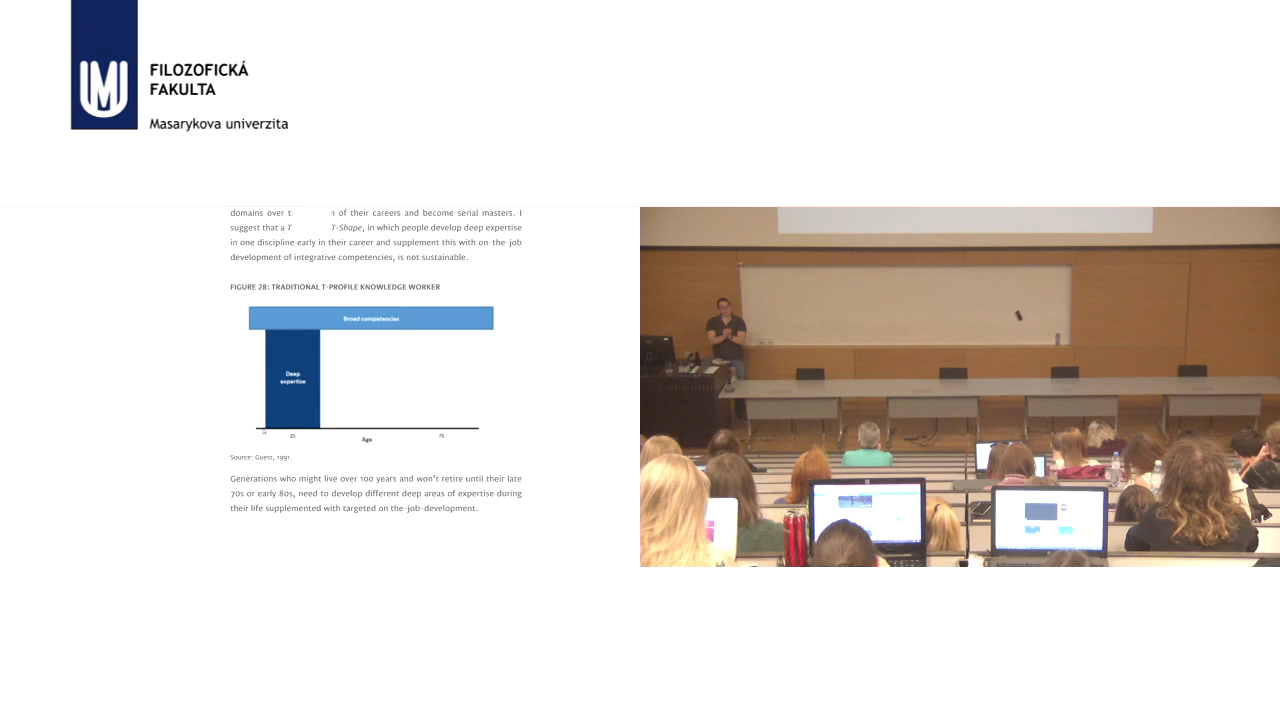 FILOZOFICKÁ
FAKULTA
Masarykova univerzita
domains over t n of their careers and become serial masters. I
suggest that a T T-Shape, in which people develop deep expertise
in one discipline early in their career and supplement this with on-the-job
development of integrative competencies, is not sustainable.
FIGURE 28: TRADITIONAL T-PROFILE KNOWLEDGE WORKER
Broad competencies
Deep
expertise
25
Age
75
Source: Guest, 1991.
Generations who might live over 100 years and won't retire until their late
70s or early 80s, need to develop different deep areas of expertise during
their life supplemented with targeted on-the-job-development.